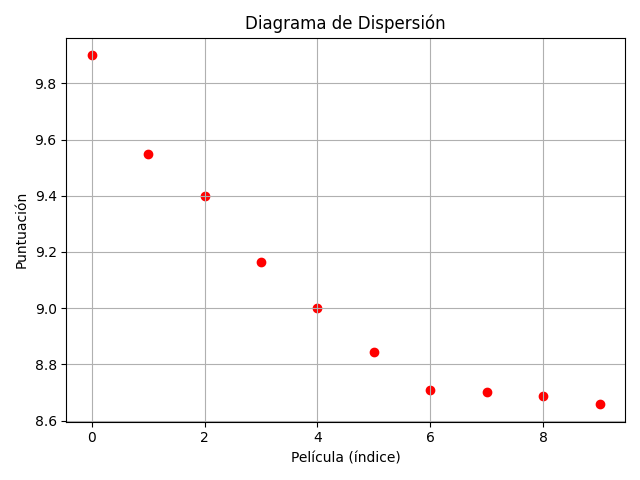 Diagrama de Dispersión
Puntuación
9.8
9.6
9.4
9.2
9.0
8.8
8.6
0 2 4 6 8
Película (índice)